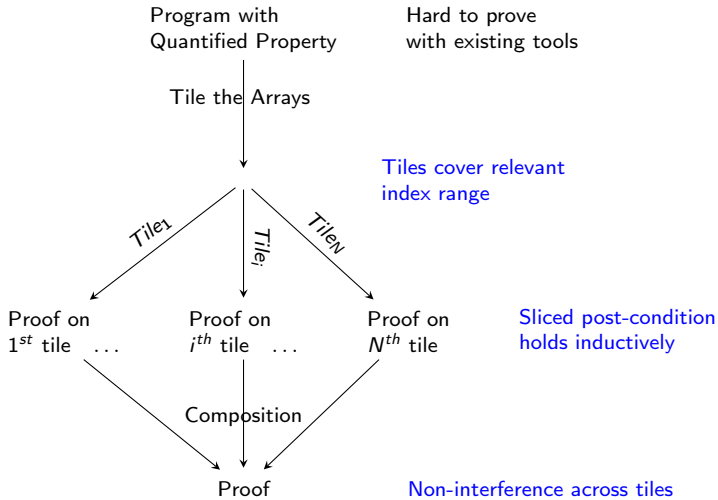 Program with
Quantified Property
Hard to prove
with existing tools
Tile the Arrays
Tiles cover relevant
index range
Tile₁
Tileᵢ
Tile_N
Proof on
1ˢᵗ tile ...
Proof on
iᵗʰ tile ...
Proof on
Nᵗʰ tile
Sliced post-condition
holds inductively
Composition
Proof
Non-interference across tiles